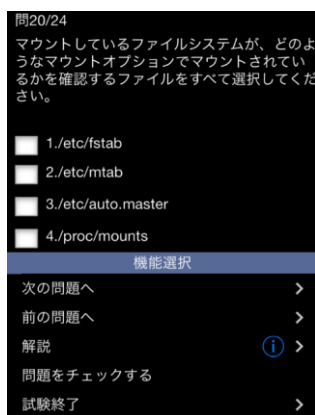 問20/24
マウントしているファイルシステムが、どのよ
うなマウントオプションでマウントされてい
るかを確認するファイルをすべて選択してくだ
さい。
1./etc/fstab
2./etc/mtab
3./etc/auto.master
4./proc/mounts
機能選択
次の問題へ
前の問題へ
解説
問題をチェックする
試験終了